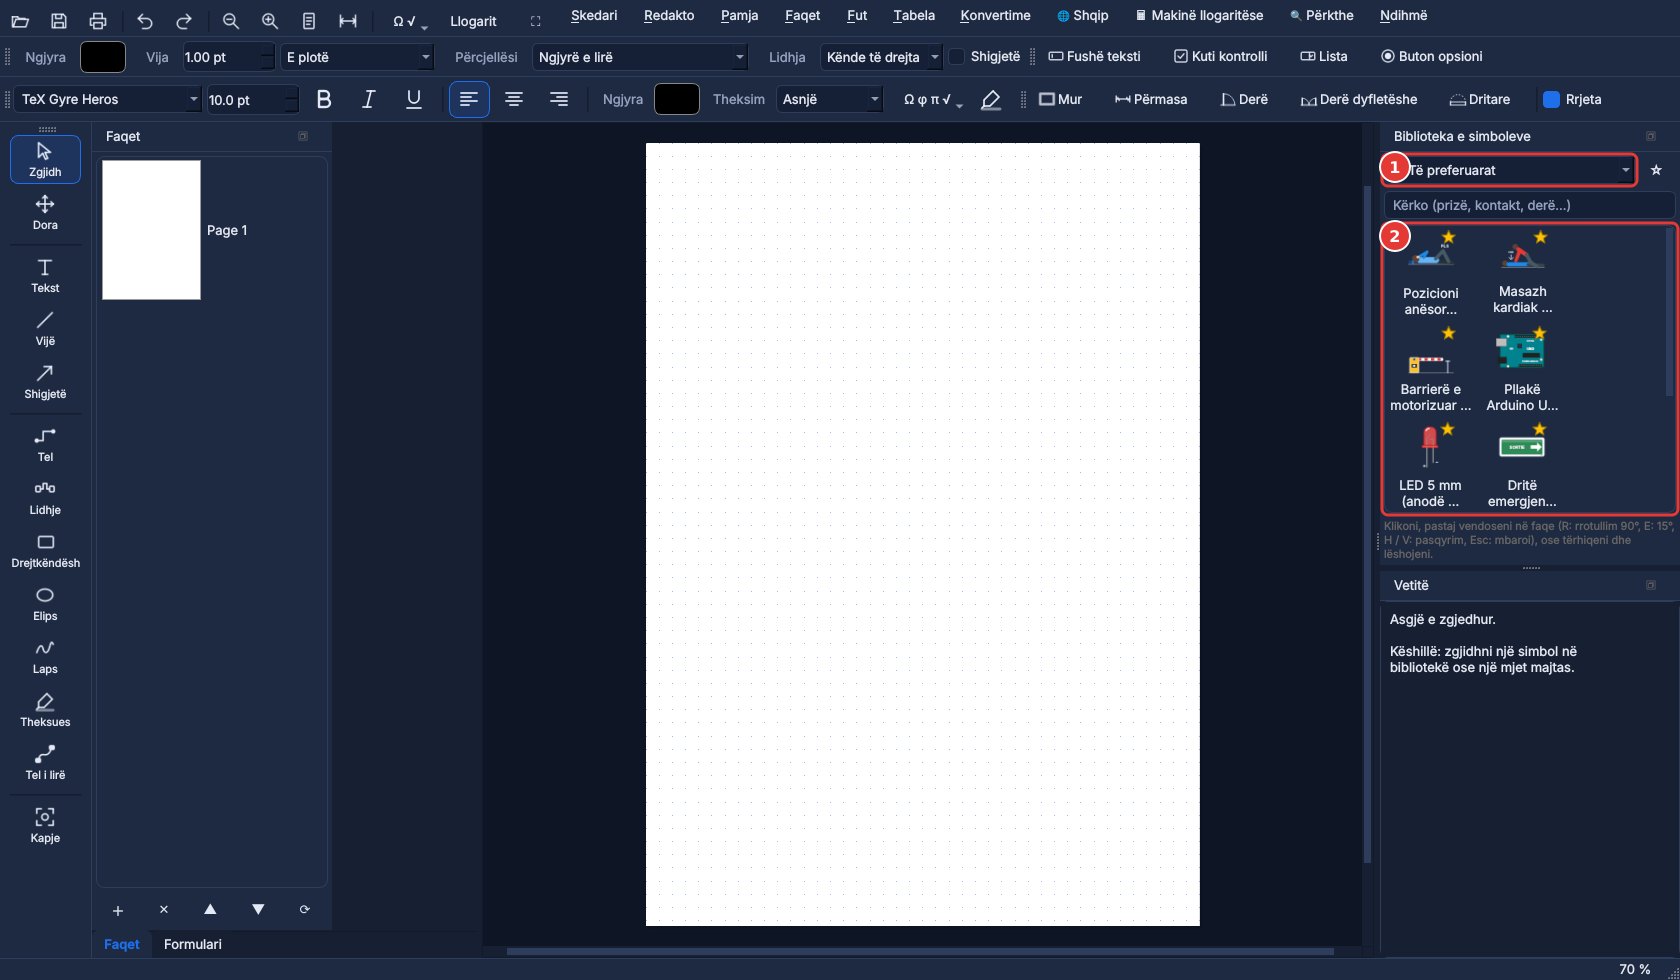 Ω √
Llogarit
Skedari
Redakto
Pamja
Faqet
Fut
Tabela
Konvertime
Shqip
Makinë llogaritëse
Përkthe
Ndihmë
Ngjyra
Vija
1.00 pt
E plotë
Përcjellësi
Ngjyrë e lirë
Lidhja
Kënde të drejta
Shigjetë
Fushë teksti
Kuti kontrolli
Lista
Buton opsioni
TeX Gyre Heros
10.0 pt
B
I
U
Ngjyra
Theksim
Asnjë
Ω φ π √
Mur
Përmasa
Derë
Derë dyfletëshe
Dritare
Rrjeta
Zgjidh
Dora
Tekst
Vijë
Shigjetë
Tel
Lidhje
Drejtkëndësh
Elips
Laps
Theksues
Tel i lirë
Kapje
Faqet
Page 1
Faqet
Formulari
Biblioteka e simboleve
1
Të preferuarat
Kërko (prizë, kontakt, derë...)
2
Pozicioni
anësor...
Masazh
kardiak ...
Barrierë e
motorizuar ...
Pllakë
Arduino U...
LED 5 mm
(anodë ...
Dritë
emergjen...
Klikoni, pastaj vendoseni në faqe (R: rrotullim 90°, E: 15°,
H / V: pasqyrim, Esc: mbaroi), ose tërhiqeni dhe
lëshojeni.
Vetitë
Asgjë e zgjedhur.
Këshillë: zgjidhni një simbol në
bibliotekë ose një mjet majtas.
70 %